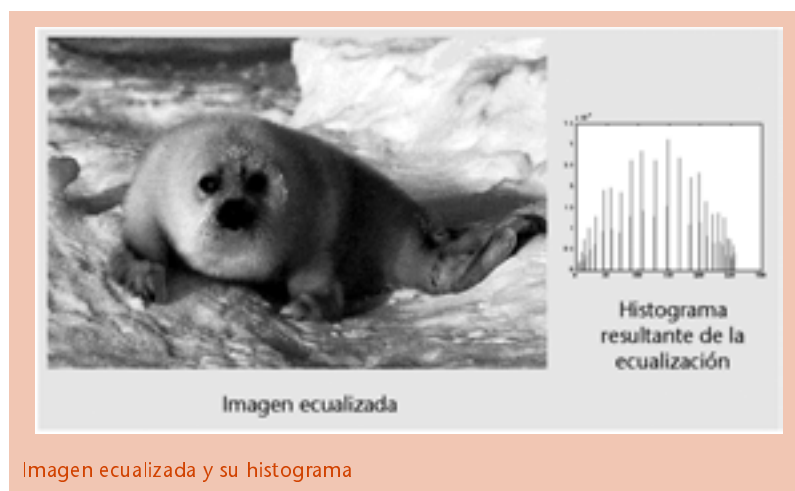 Histograma
resultante de la
ecualización
Imagen ecualizada
Imagen ecualizada y su histograma